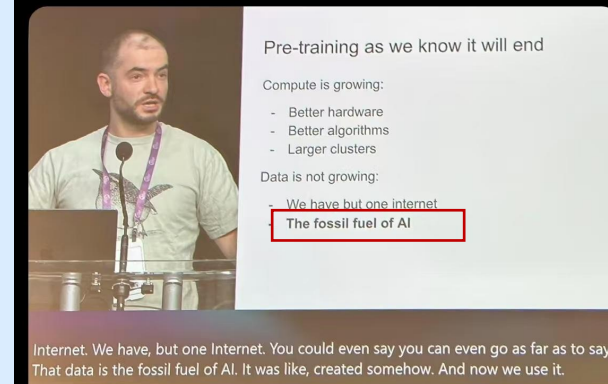 Pre-training as we know it will end
Compute is growing:
- Better hardware
- Better algorithms
- Larger clusters
Data is not growing:
- We have but one internet
- The fossil fuel of AI
Internet. We have, but one Internet. You could even say you can even go as far as to say
That data is the fossil fuel of AI. It was like, created somehow. And now we use it.